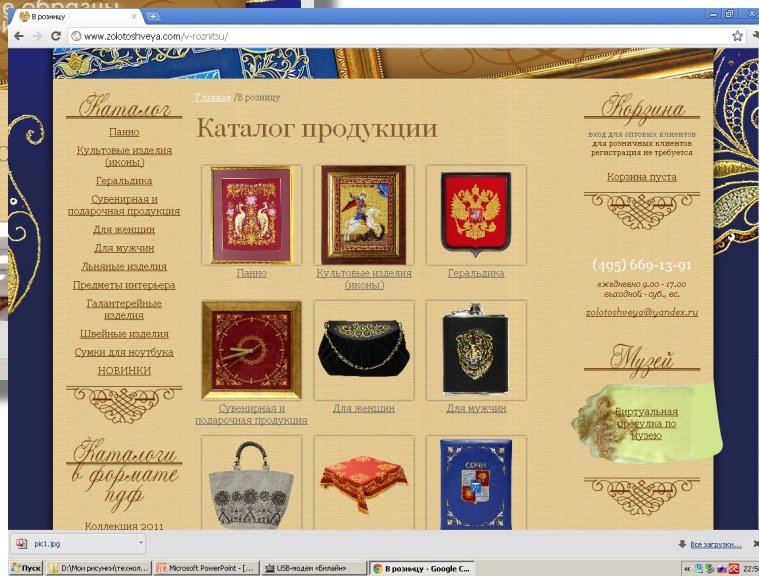 е образцы
В розницу
www.zolotoshveya.com/v-roznitsu/
Каталог
Панно
Культовые изделия
(иконы)
Геральдика
Сувенирная и
подарочная продукция
Для женщин
Для мужчин
Льняные изделия
Предметы интерьера
Галантерейные
изделия
Швейные изделия
Сумки для ноутбука
НОВИНКИ
Каталоги
в формате
пдф
Коллекция 2011
Главная /В розницу
Каталог продукции
Панно
Культовые изделия
(иконы)
Геральдика
Сувенирная и
подарочная продукция
Для женщин
Для мужчин
СОЧИ
Корзина
вход для оптовых клиентов
для розничных клиентов
регистрация не требуется
Корзина пуста
(495) 669-13-91
ежедневно 9.00 - 17.00
выходной - суб., вс.
zolotoshveya@yandex.ru
Музей
Виртуальная
прогулка по
музею
pic1.jpg
Все загрузки...
Пуск
D:\Мои рисунки\технол...
Microsoft PowerPoint - [...
USB-модем «Билайн»
В розницу - Google C...